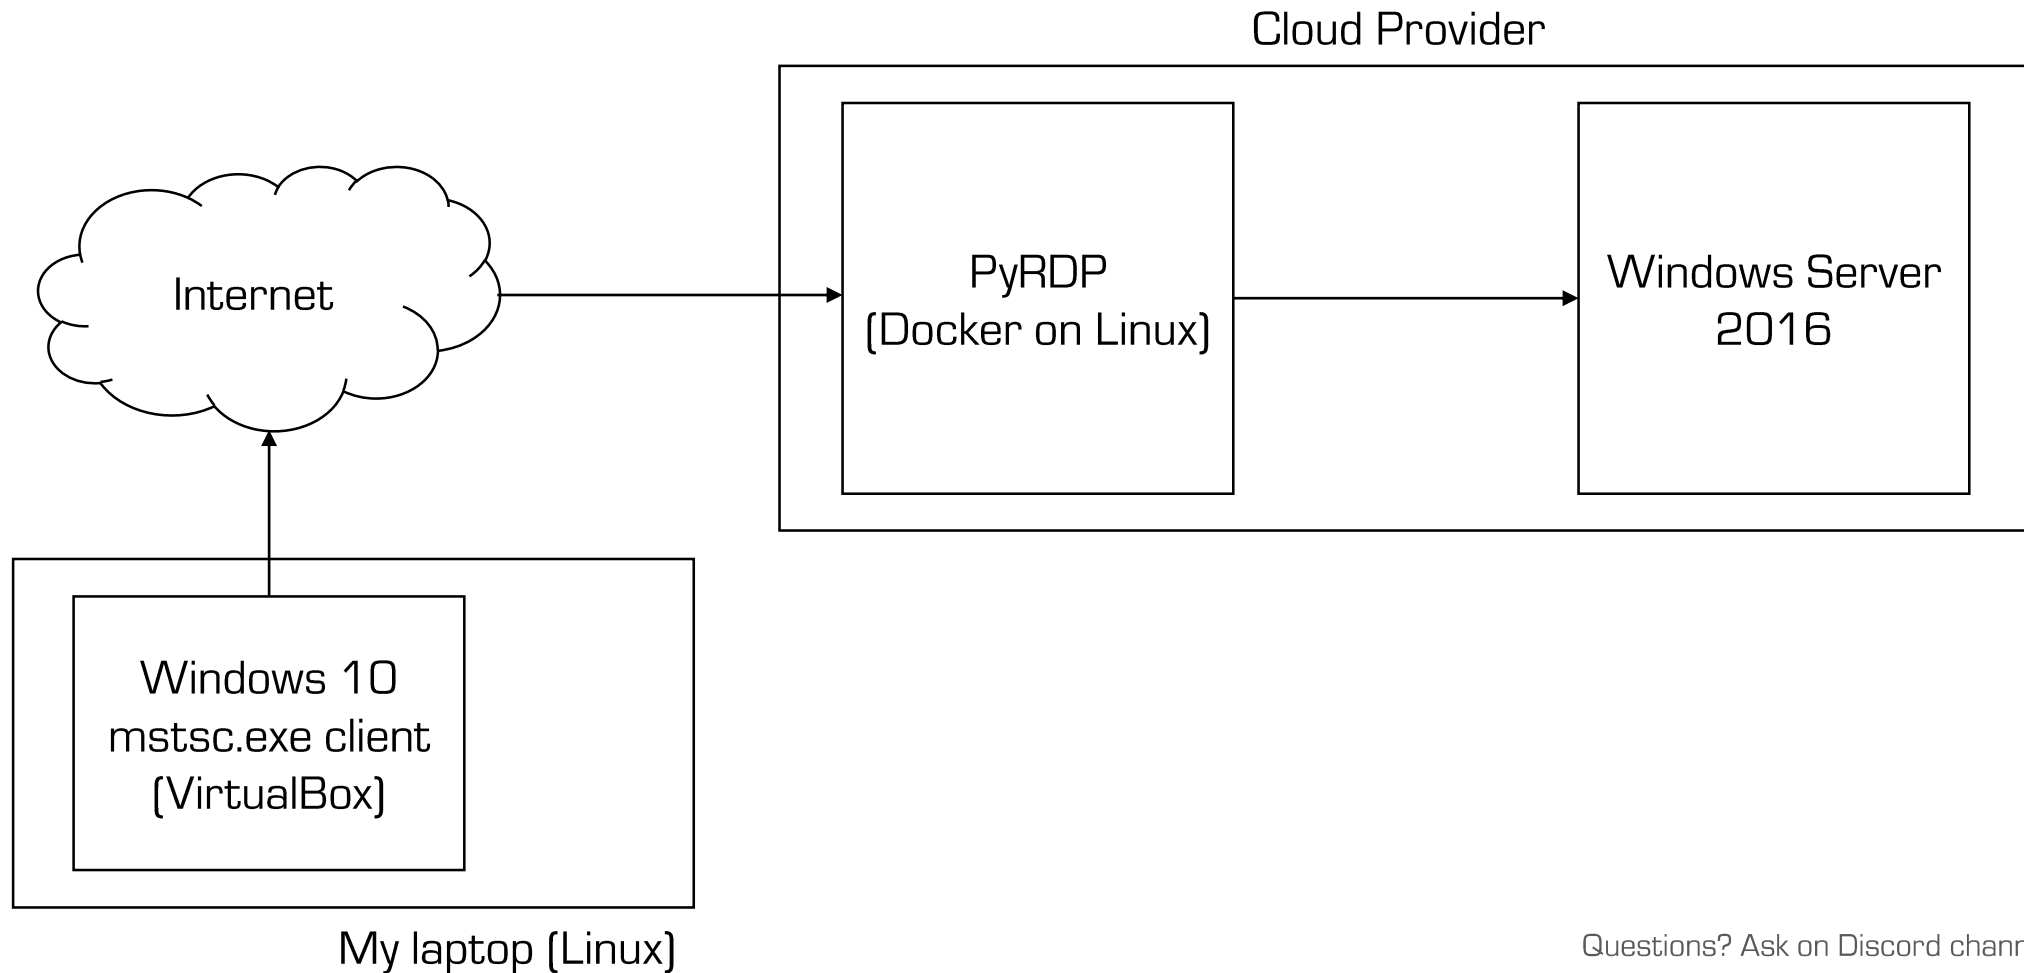 Cloud Provider
Internet
PyRDP
(Docker on Linux)
Windows Server
2016
Windows 10
mstsc.exe client
(VirtualBox)
My laptop (Linux)
Questions? Ask on Discord